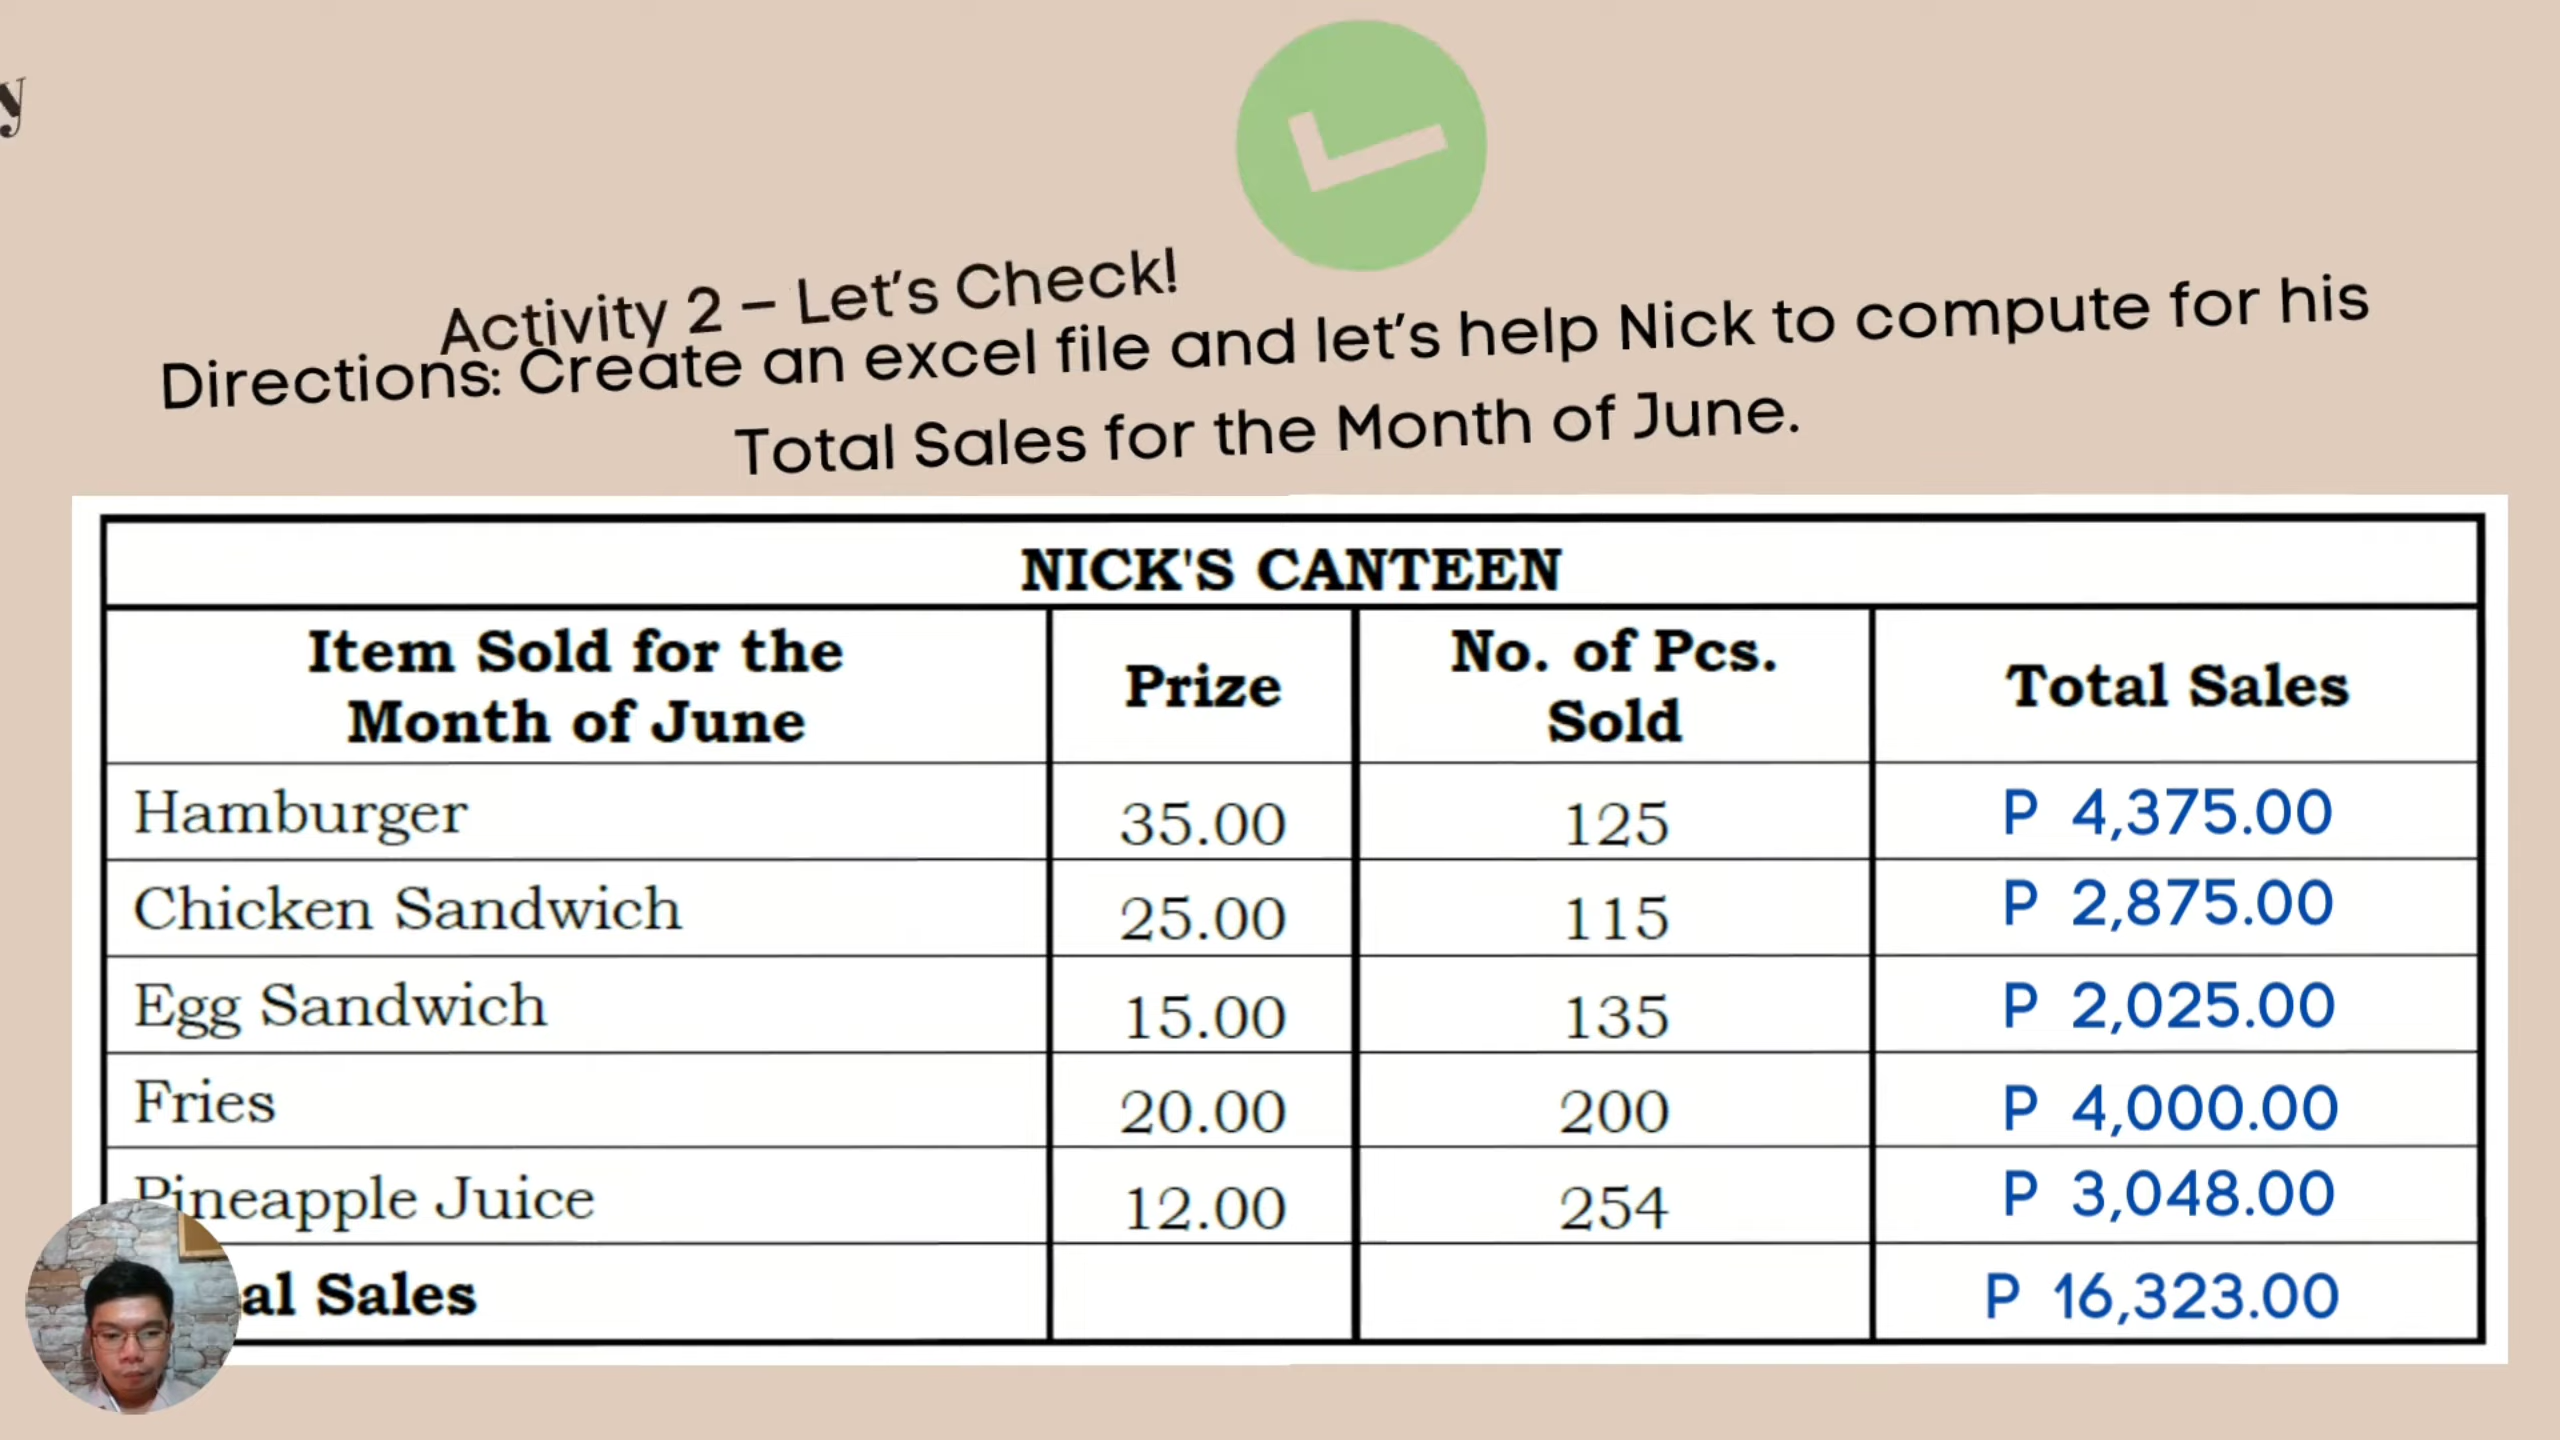 y
Activity 2 – Let's Check!
Directions: Create an excel file and let's help Nick to compute for his
Total Sales for the Month of June.
NICK'S CANTEEN
Item Sold for the
Month of June
Prize
No. of Pcs.
Sold
Total Sales
Hamburger 35.00 125 P 4,375.00
Chicken Sandwich 25.00 115 P 2,875.00
Egg Sandwich 15.00 135 P 2,025.00
Fries 20.00 200 P 4,000.00
Pineapple Juice 12.00 254 P 3,048.00
al Sales P 16,323.00